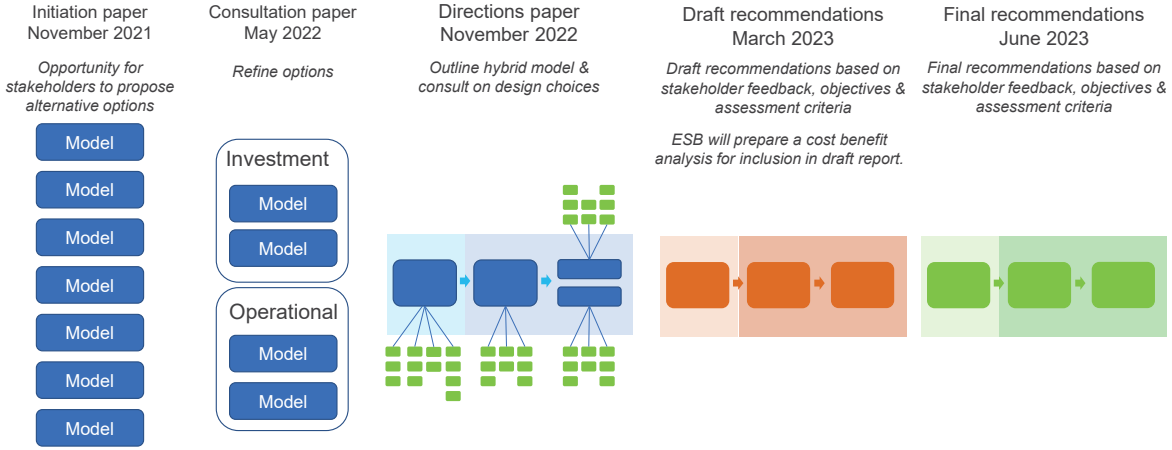 Initiation paper
November 2021
Opportunity for
stakeholders to propose
alternative options
Model
Model
Model
Model
Model
Model
Model
Consultation paper
May 2022
Refine options
Investment
Model
Model
Operational
Model
Model
Directions paper
November 2022
Outline hybrid model &
consult on design choices
Draft recommendations
March 2023
Draft recommendations based on
stakeholder feedback, objectives &
assessment criteria
ESB will prepare a cost benefit
analysis for inclusion in draft report.
Final recommendations
June 2023
Final recommendations based on
stakeholder feedback, objectives &
assessment criteria